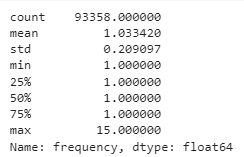 count    93358.000000
mean         1.033420
std          0.209097
min          1.000000
25%          1.000000
50%          1.000000
75%          1.000000
max         15.000000
Name: frequency, dtype: float64